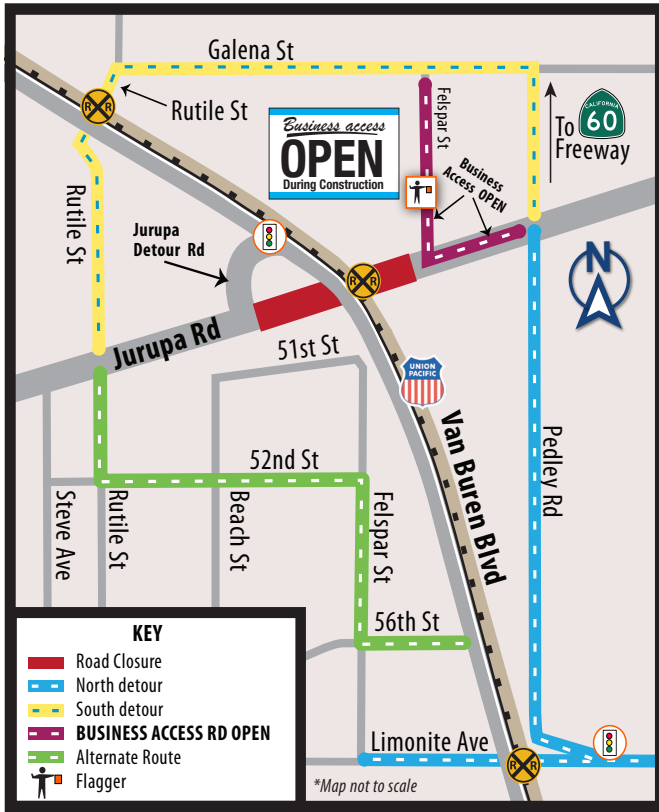 Galena St
Rutile St
Felspar St
CALIFORNIA
60
To
Freeway
Business access
OPEN
During Construction
Business
Access OPEN
Rutile St
Jurupa
Detour Rd
R R
R R
N
Jurupa Rd
51st St
UNION
PACIFIC
Van Buren Blvd
Pedley Rd
52nd St
Steve Ave
Rutile St
Beach St
Felspar St
56th St
Limonite Ave
R R
KEY
Road Closure
North detour
South detour
BUSINESS ACCESS RD OPEN
Alternate Route
Flagger
*Map not to scale